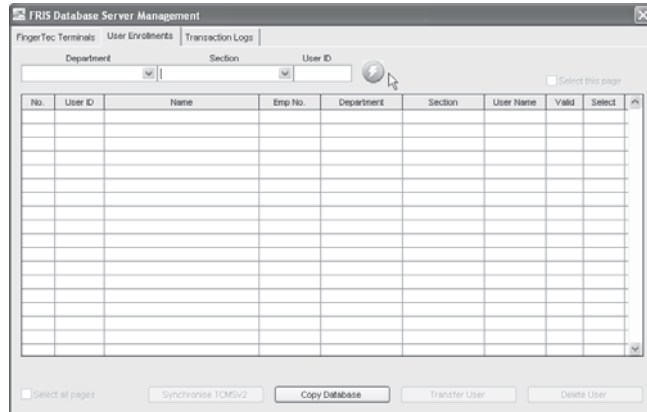 FRIS Database Server Management
FingerTec Terminals User Enrollments Transaction Logs
Department Section User ID
Select this page
No. User ID Name Emp No. Department Section User Name Valid Select
Select all pages Synchronise TCMSV2 Copy Database Transfer User Delete User